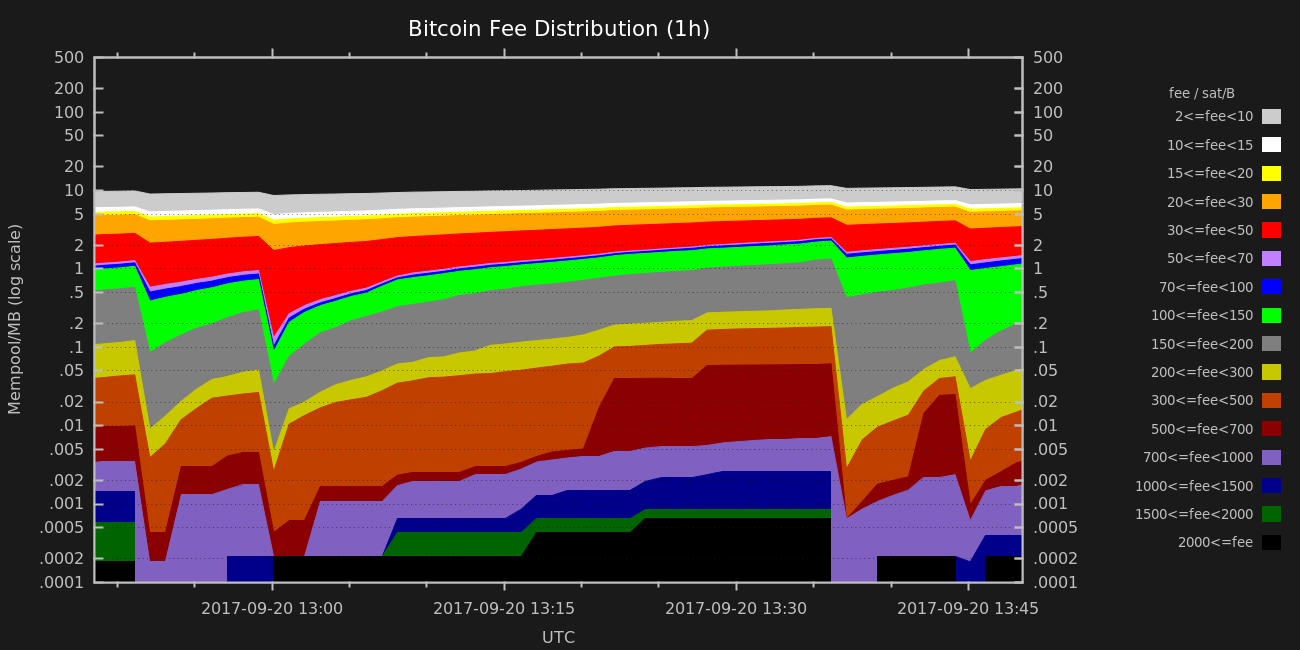 Bitcoin Fee Distribution (1h)
Mempool/MB (log scale)
500
200
100
50
20
10
5
2
1
.5
.2
.1
.05
.02
.01
.005
.002
.001
.0005
.0002
.0001
500
200
100
50
20
10
5
2
1
.5
.2
.1
.05
.02
.01
.005
.002
.001
.0005
.0002
.0001
2017-09-20 13:00 2017-09-20 13:15 2017-09-20 13:30 2017-09-20 13:45
UTC
fee / sat/B
2<=fee<10
10<=fee<15
15<=fee<20
20<=fee<30
30<=fee<50
50<=fee<70
70<=fee<100
100<=fee<150
150<=fee<200
200<=fee<300
300<=fee<500
500<=fee<700
700<=fee<1000
1000<=fee<1500
1500<=fee<2000
2000<=fee